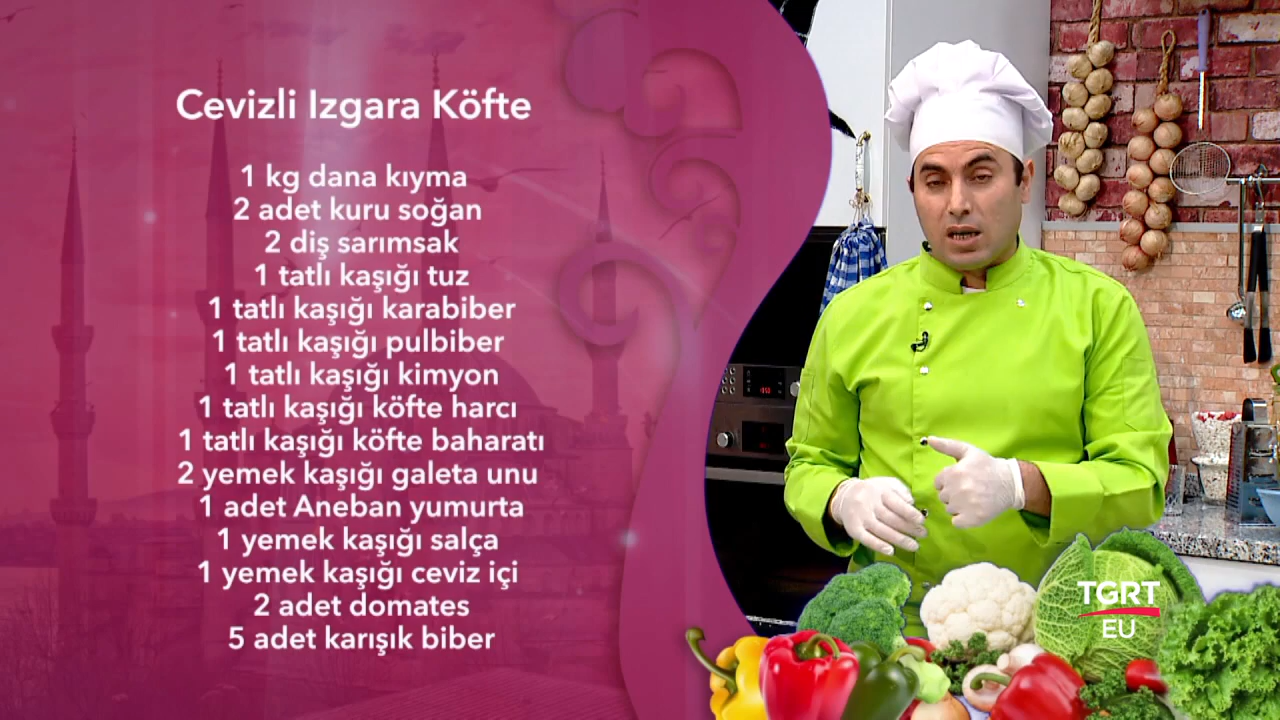 Cevizli Izgara Köfte
1 kg dana kıyma
2 adet kuru soğan
2 diş sarımsak
1 tatlı kaşığı tuz
1 tatlı kaşığı karabiber
1 tatlı kaşığı pulbiber
1 tatlı kaşığı kimyon
1 tatlı kaşığı köfte harcı
1 tatlı kaşığı köfte baharatı
2 yemek kaşığı galeta unu
1 adet Aneban yumurta
1 yemek kaşığı salça
1 yemek kaşığı ceviz içi
2 adet domates
5 adet karışık biber
TGRT
EU